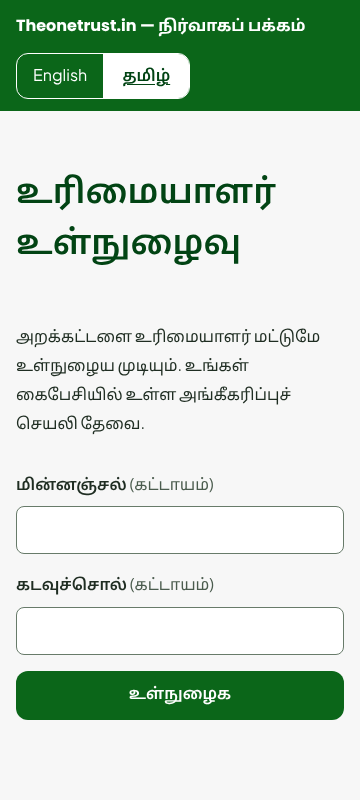 Theonetrust.in — நிர்வாகப் பக்கம்
English
தமிழ்
உரிமையாளர்
உள்நுழைவு
அறக்கட்டளை உரிமையாளர் மட்டுமே
உள்நுழைய முடியும். உங்கள்
கைபேசியில் உள்ள அங்கீகரிப்புச்
செயலி தேவை.
மின்னஞ்சல் (கட்டாயம்)
கடவுச்சொல் (கட்டாயம்)
உள்நுழைக